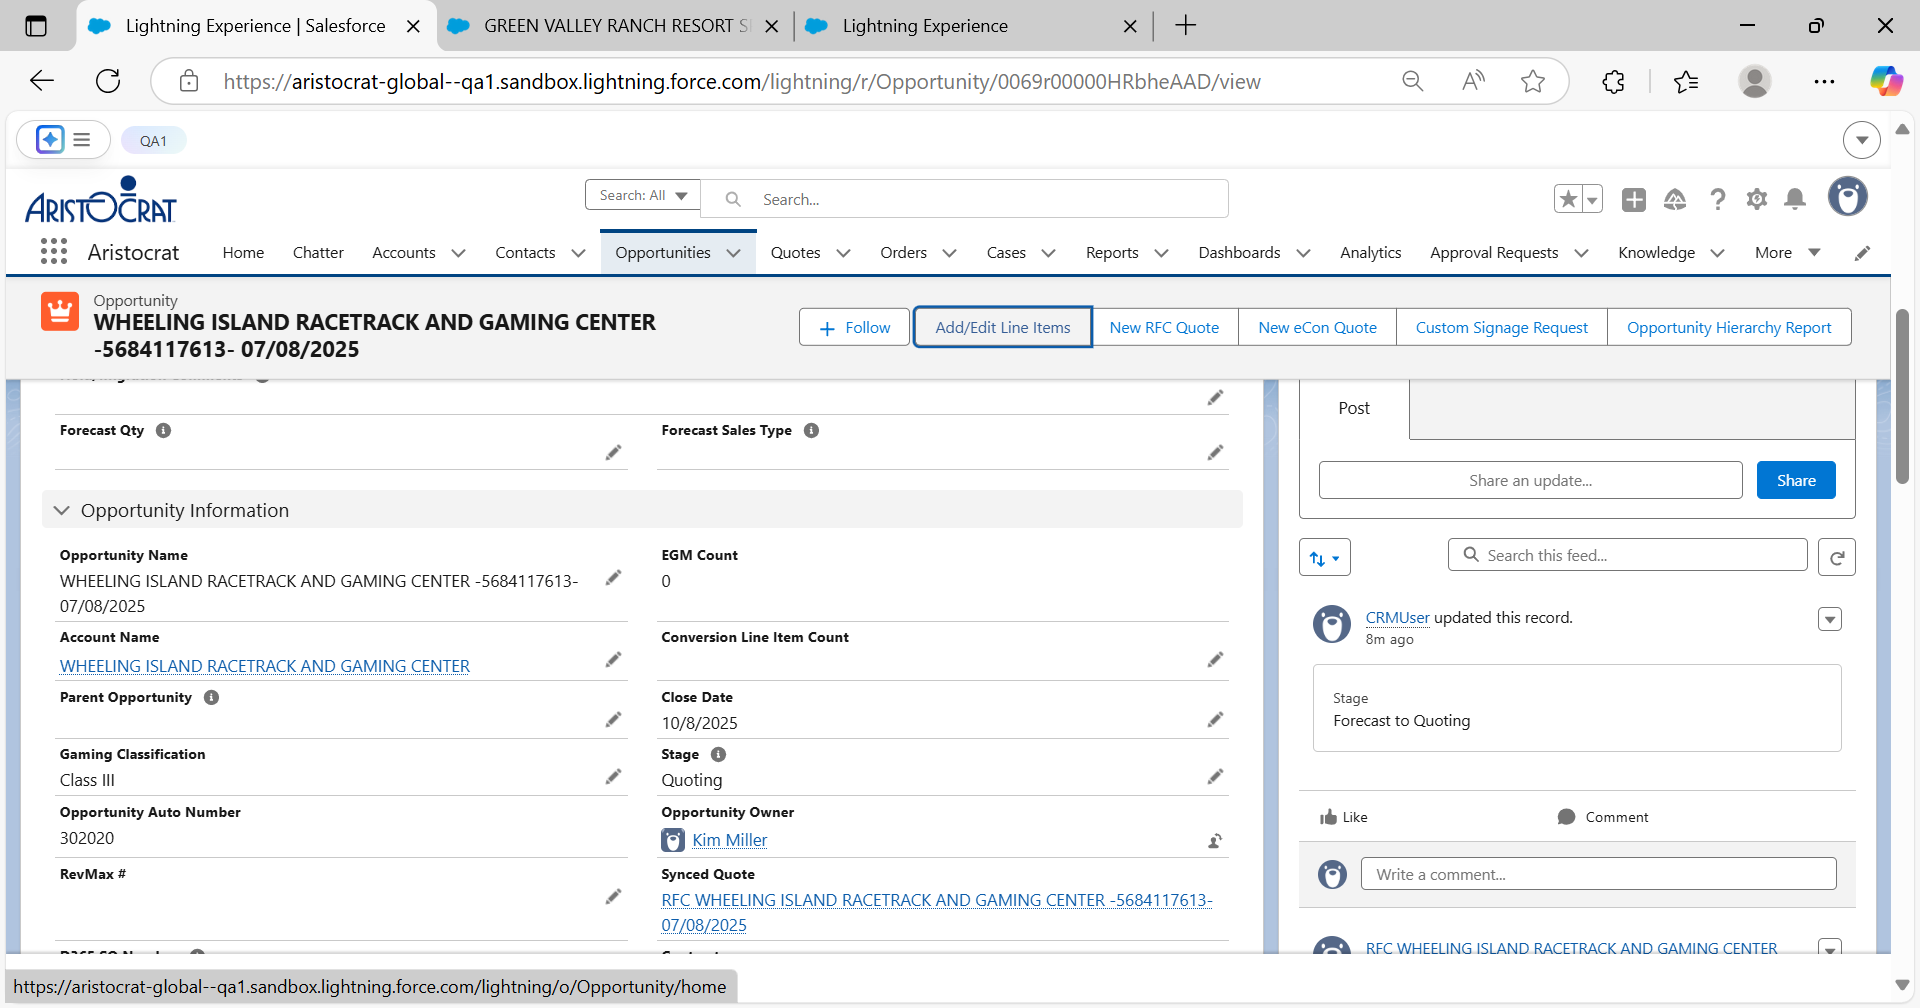 Lightning Experience | Salesforce
GREEN VALLEY RANCH RESORT S
Lightning Experience
https://aristocrat-global--qa1.sandbox.lightning.force.com/lightning/r/Opportunity/0069r00000HRbheAAD/view
QA1
ARISTOCRAT
Search: All
Search...
Aristocrat
Home
Chatter
Accounts
Contacts
Opportunities
Quotes
Orders
Cases
Reports
Dashboards
Analytics
Approval Requests
Knowledge
More
Opportunity
WHEELING ISLAND RACETRACK AND GAMING CENTER
-5684117613- 07/08/2025
Follow
Add/Edit Line Items
New RFC Quote
New eCon Quote
Custom Signage Request
Opportunity Hierarchy Report
Forecast Qty
Forecast Sales Type
Opportunity Information
Opportunity Name
WHEELING ISLAND RACETRACK AND GAMING CENTER -5684117613-
07/08/2025
EGM Count
0
Account Name
WHEELING ISLAND RACETRACK AND GAMING CENTER
Conversion Line Item Count
Parent Opportunity
Close Date
10/8/2025
Gaming Classification
Class III
Stage
Quoting
Opportunity Auto Number
302020
Opportunity Owner
Kim Miller
RevMax #
Synced Quote
RFC WHEELING ISLAND RACETRACK AND GAMING CENTER -5684117613-
07/08/2025
Post
Share an update...
Share
Search this feed...
CRMUser updated this record.
8m ago
Stage
Forecast to Quoting
Like
Comment
Write a comment...
RFC WHEELING ISLAND RACETRACK AND GAMING CENTER
https://aristocrat-global--qa1.sandbox.lightning.force.com/lightning/o/Opportunity/home